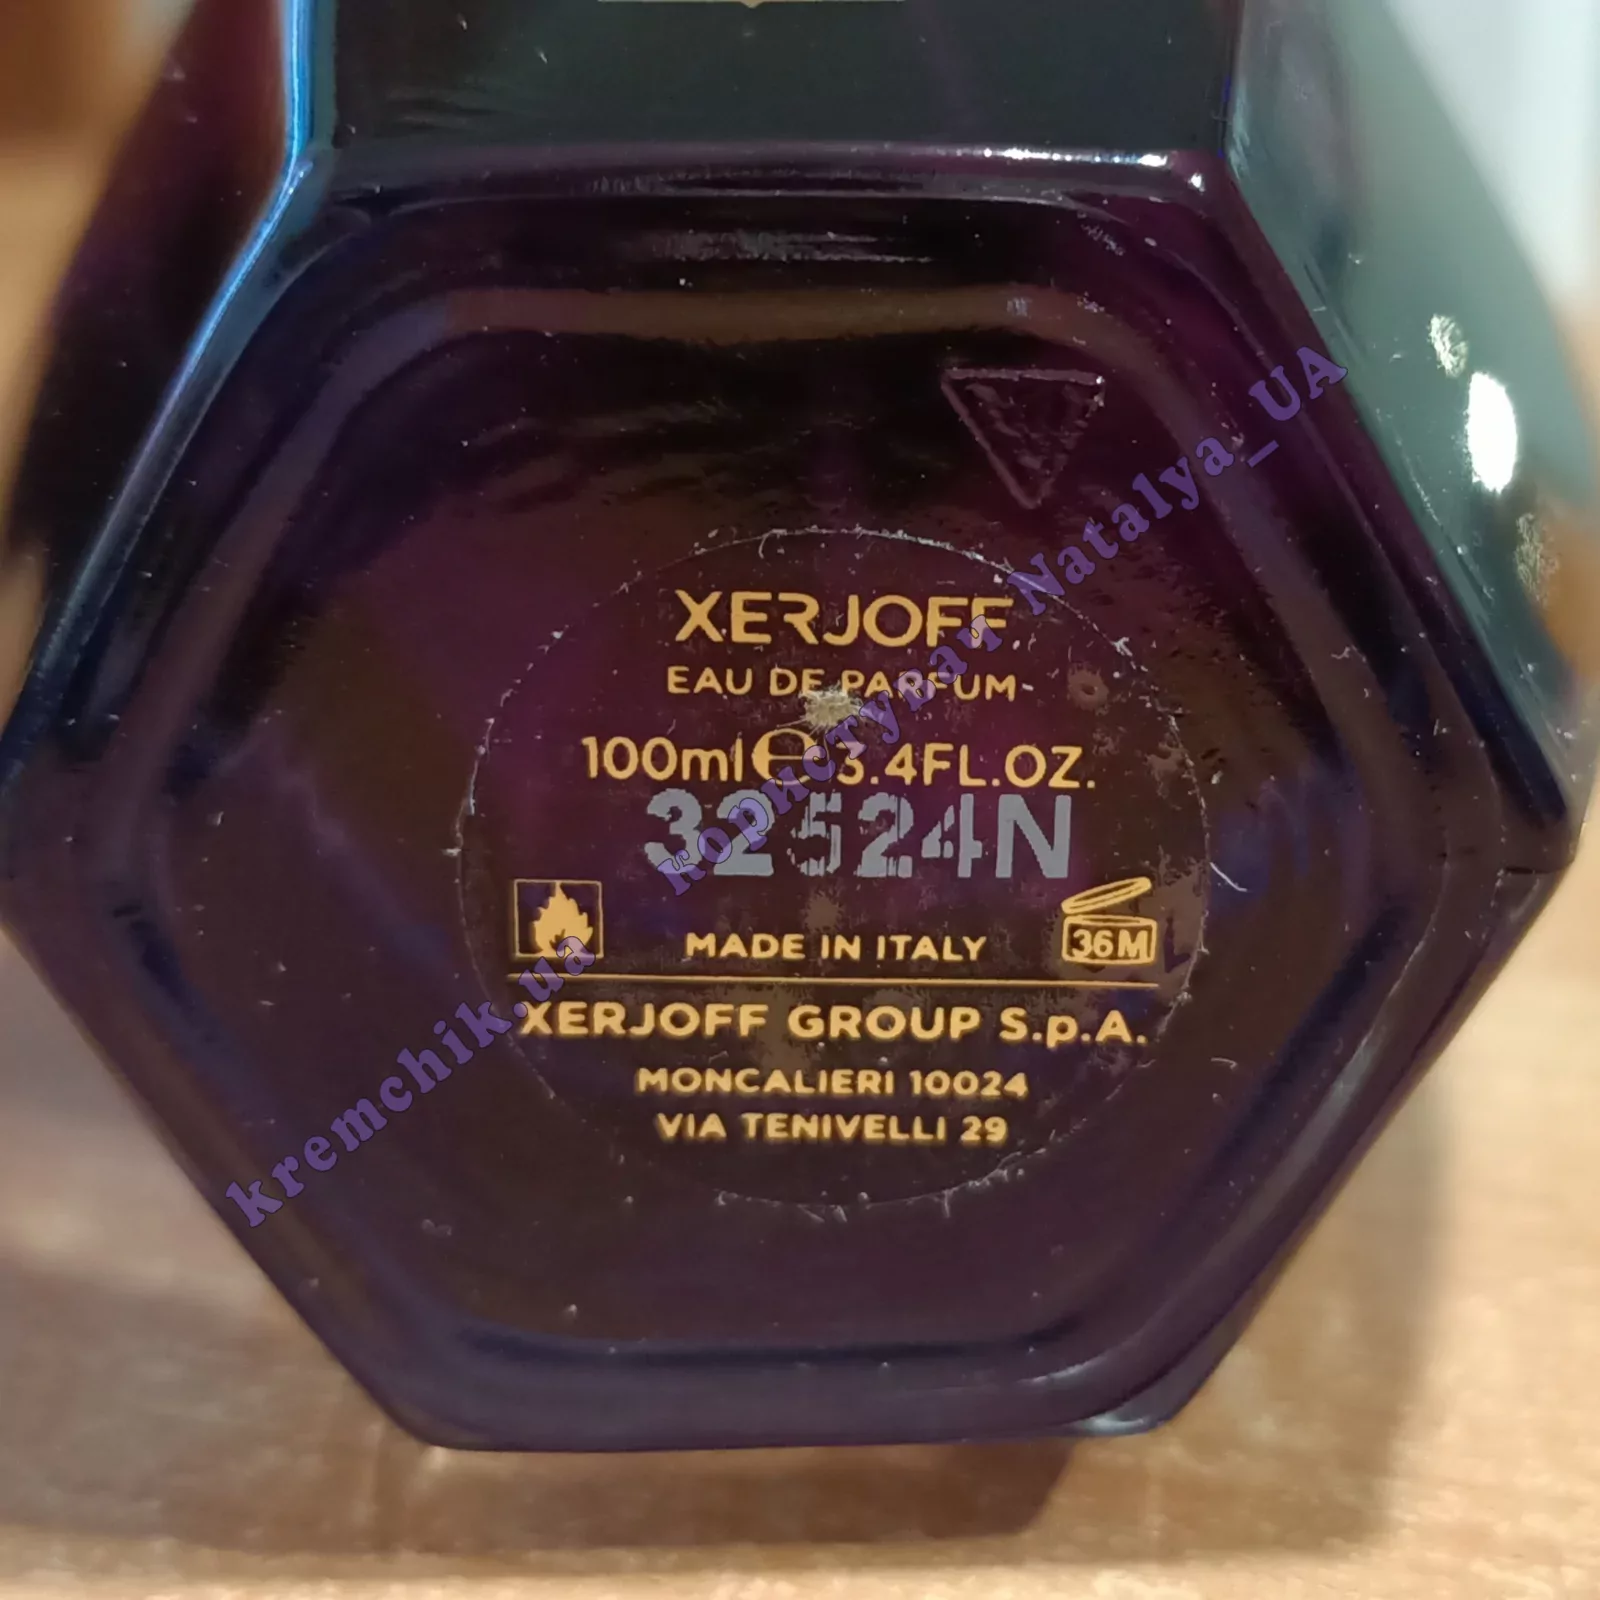 XERJOFF
EAU DE PARFUM
100ml ℮ 3.4FL.OZ.
32524N
36M
MADE IN ITALY
XERJOFF GROUP S.p.A.
MONCALIERI 10024
VIA TENIVELLI 29
kremchik.ua користувач Natalya_UA